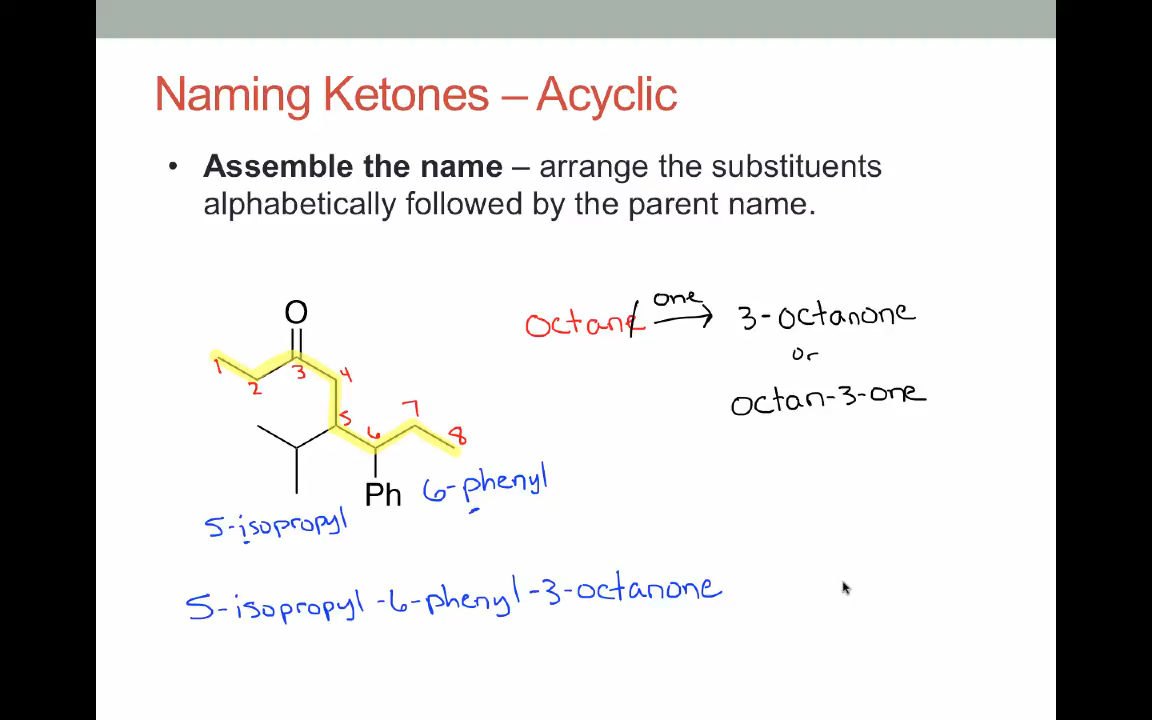 Naming Ketones – Acyclic
• Assemble the name – arrange the substituents
alphabetically followed by the parent name.
O
1 2 3 4 5 6 7 8
Ph
octane one 3-octanone
or
octan-3-one
6-phenyl
5-isopropyl
5-isopropyl-6-phenyl-3-octanone